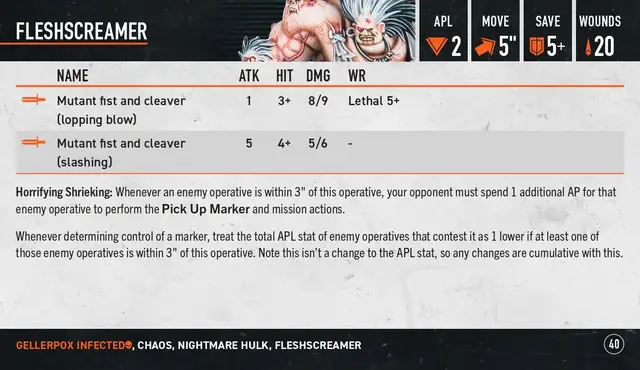 FLESHSCREAMER
APL MOVE SAVE WOUNDS
2 5" 5+ 20
NAME ATK HIT DMG WR
Mutant fist and cleaver 1 3+ 8/9 Lethal 5+
(lopping blow)
Mutant fist and cleaver 5 4+ 5/6 -
(slashing)
Horrifying Shrieking: Whenever an enemy operative is within 3" of this operative, your opponent must spend 1 additional AP for that
enemy operative to perform the Pick Up Marker and mission actions.
Whenever determining control of a marker, treat the total APL stat of enemy operatives that contest it as 1 lower if at least one of
those enemy operatives is within 3" of this operative. Note this isn't a change to the APL stat, so any changes are cumulative with this.
GELLERPOX INFECTED, CHAOS, NIGHTMARE HULK, FLESHSCREAMER
40